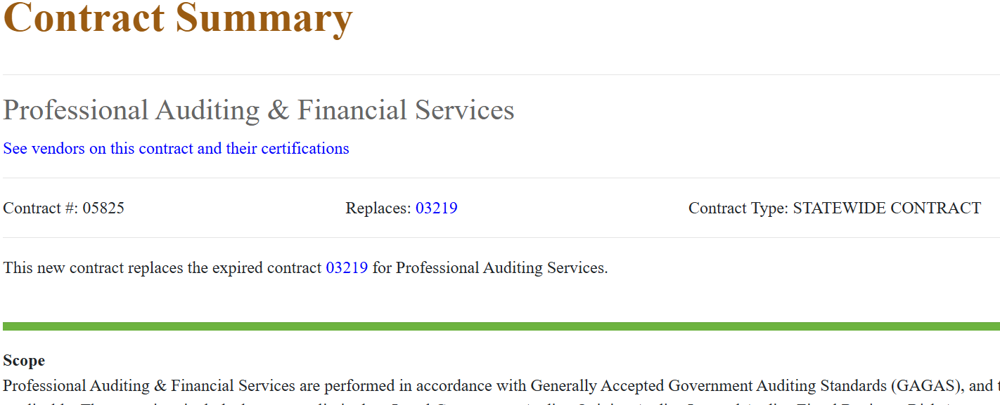 Contract Summary
Professional Auditing & Financial Services
See vendors on this contract and their certifications
Contract #: 05825 Replaces: 03219 Contract Type: STATEWIDE CONTRACT
This new contract replaces the expired contract 03219 for Professional Auditing Services.
Scope
Professional Auditing & Financial Services are performed in accordance with Generally Accepted Government Auditing Standards (GAGAS), and